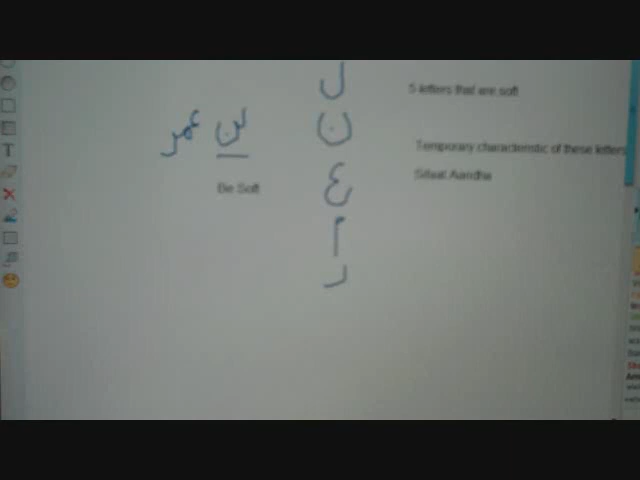 ل
5 letters that are soft
لن عمر
ن
Temporary characteristic of these letters
ع
Sifaat Aaridha
Be Soft
م
ر